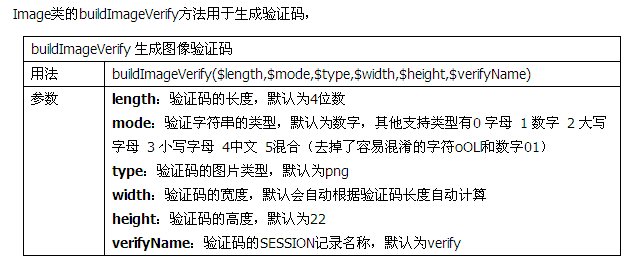 Image类的buildImageVerify方法用于生成验证码，
buildImageVerify 生成图像验证码
用法 buildImageVerify($length,$mode,$type,$width,$height,$verifyName)
参数 length：验证码的长度，默认为4位数
mode：验证字符串的类型，默认为数字，其他支持类型有0 字母 1 数字 2 大写
字母 3 小写字母 4中文 5混合（去掉了容易混淆的字符oOL和数字01）
type：验证码的图片类型，默认为png
width：验证码的宽度，默认会自动根据验证码长度自动计算
height：验证码的高度，默认为22
verifyName：验证码的SESSION记录名称，默认为verify